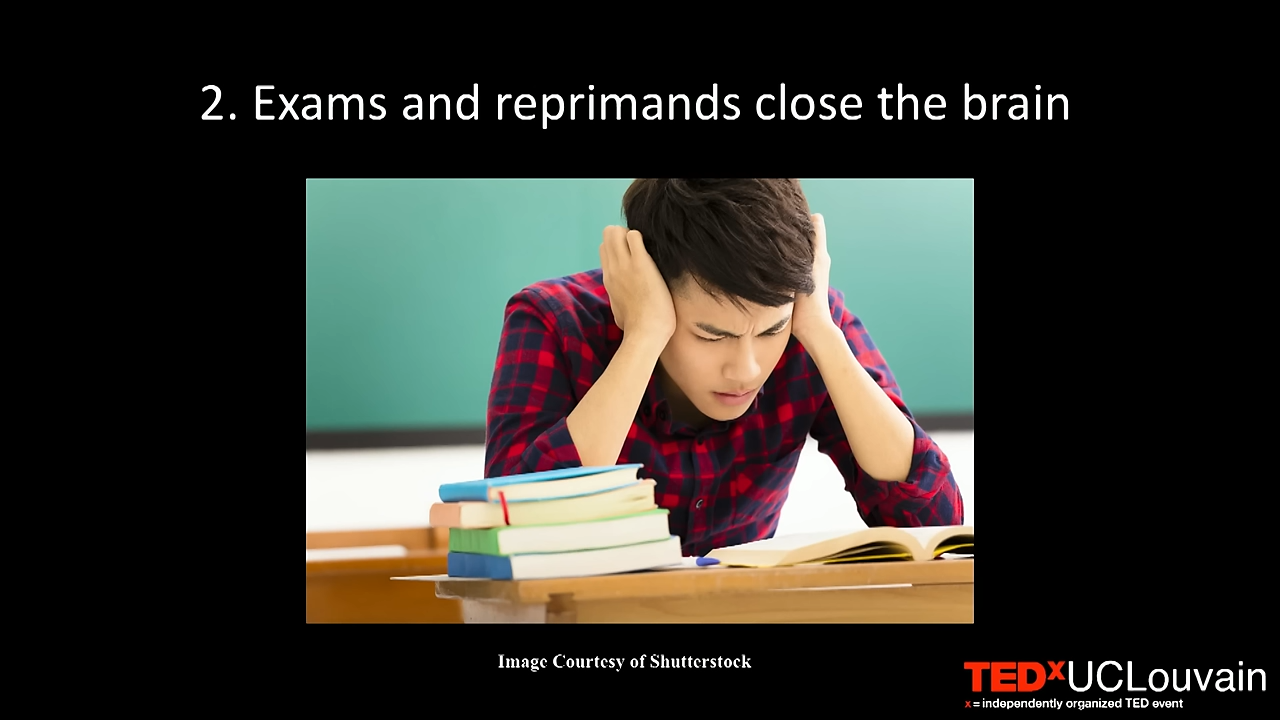 2. Exams and reprimands close the brain
Image Courtesy of Shutterstock
TEDxUCLouvain
x = independently organized TED event